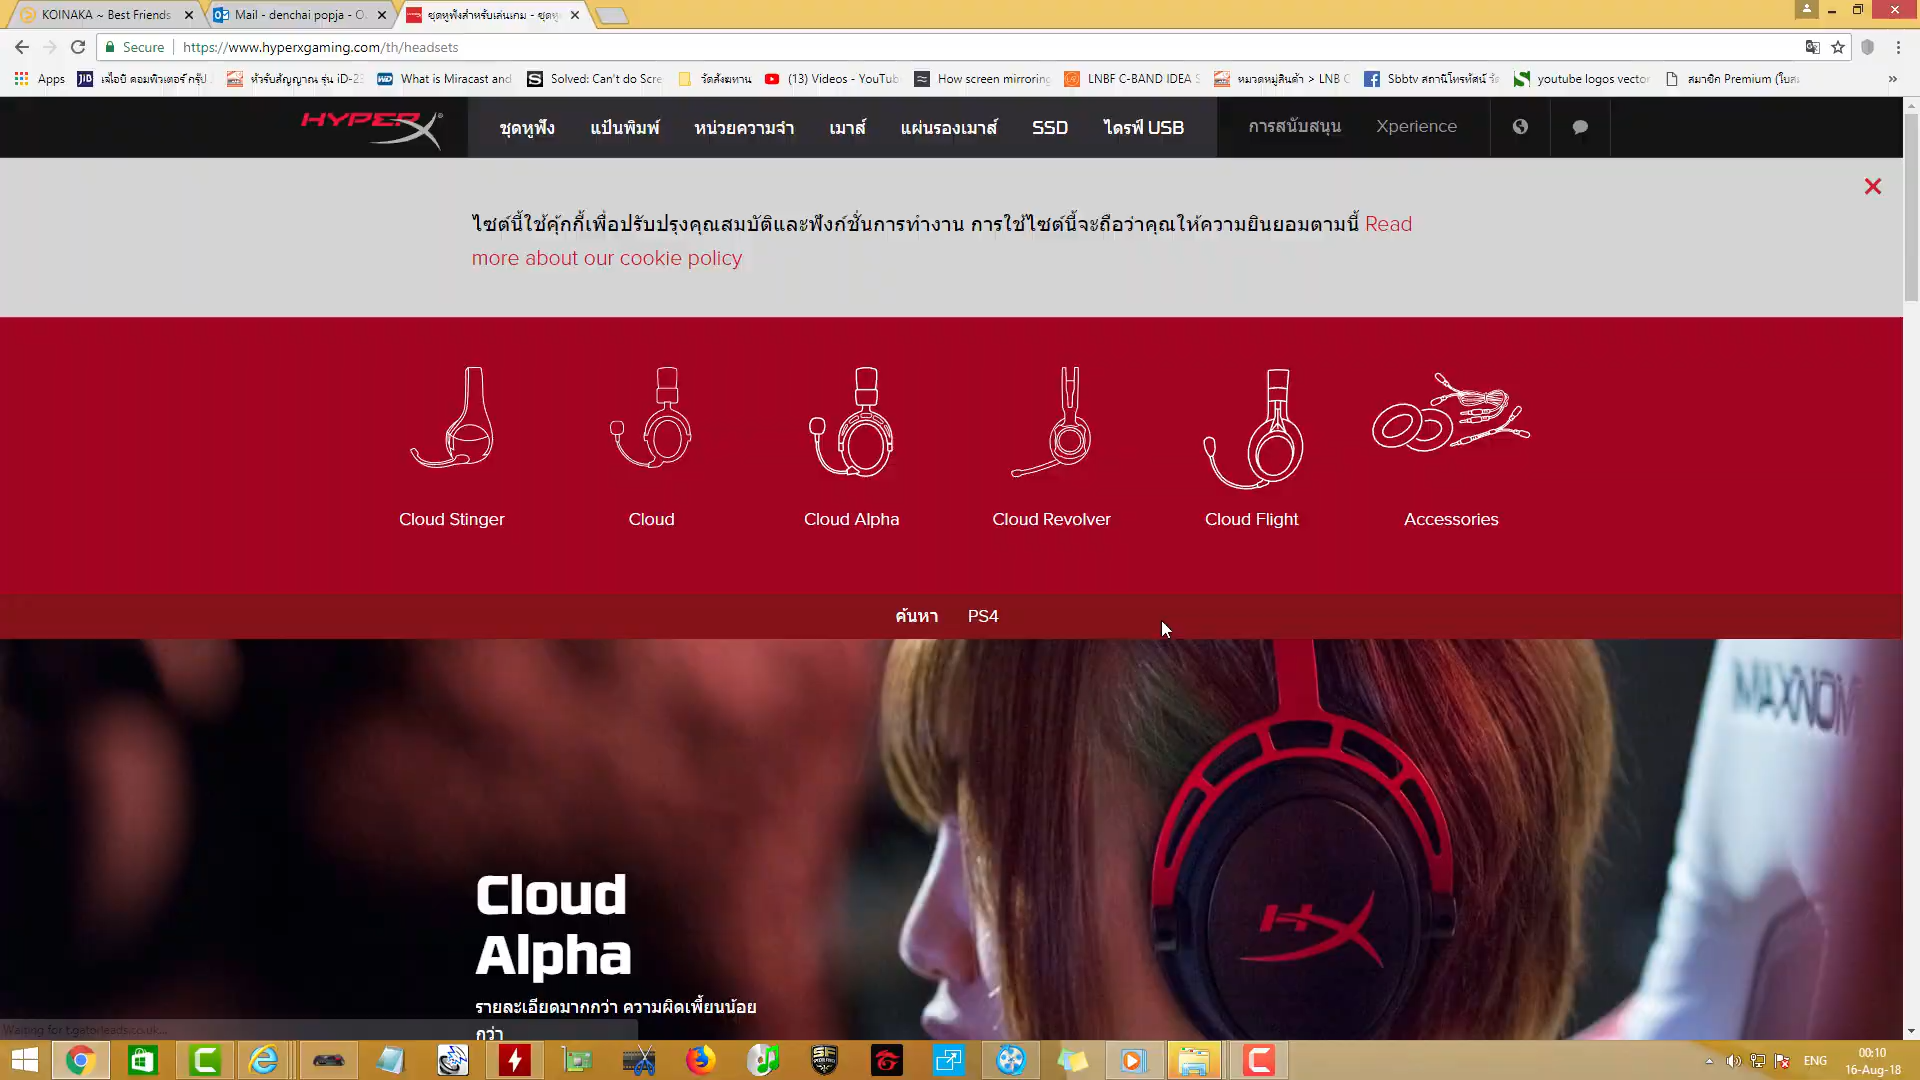 KOINAKA ~ Best Friends
Mail - denchai popja - O
ชุดหูฟังสำหรับเล่นเกม - ชุดหู
Secure
https://www.hyperxgaming.com/th/headsets
Apps
JIB
เจไอบี คอมพิวเตอร์ กรุ๊ป
หัวรับสัญญาณ รุ่น iD-23
What is Miracast and
Solved: Can't do Scre
วัดสังฆทาน
(13) Videos - YouTub
How screen mirroring
LNBF C-BAND IDEA S
หมวดหมู่สินค้า > LNB C
Sbbtv สถานีโทรทัศน์ วั
youtube logos vector
สมาชิก Premium (ใบส
HYPERX
ชุดหูฟัง
แป้นพิมพ์
หน่วยความจำ
เมาส์
แผ่นรองเมาส์
SSD
ไดรฟ์ USB
การสนับสนุน
Xperience
ไซต์นี้ใช้คุ้กกี้เพื่อปรับปรุงคุณสมบัติและฟังก์ชั่นการทำงาน การใช้ไซต์นี้จะถือว่าคุณให้ความยินยอมตามนี้ Read
more about our cookie policy
Cloud Stinger
Cloud
Cloud Alpha
Cloud Revolver
Cloud Flight
Accessories
ค้นหา
PS4
MAXNOM
HX
Cloud
Alpha
รายละเอียดมากกว่า ความผิดเพี้ยนน้อย
กว่า
Waiting for t.gatorleads.co.uk...
SF
ENG
00:10
16-Aug-18